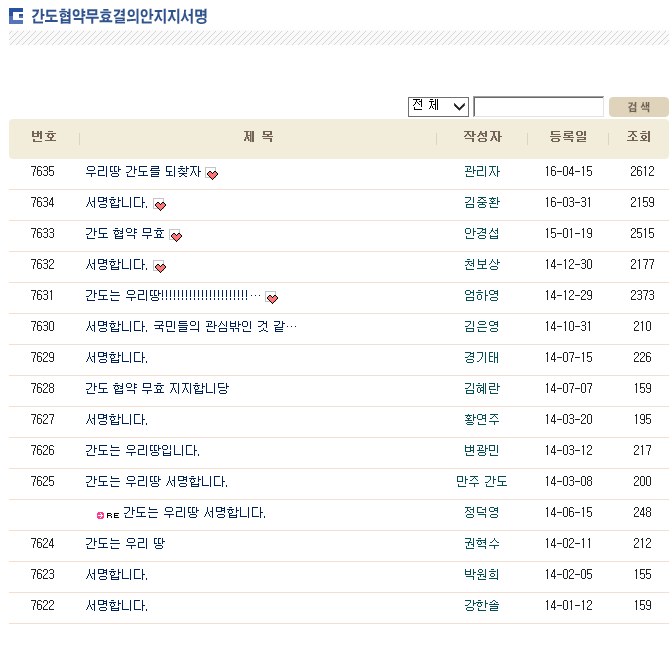 간도협약무효결의안지지서명
전 체 검 색
번호 제 목 작성자 등록일 조회
7635 우리땅 간도를 되찾자 관리자 16-04-15 2612
7634 서명합니다. 김중환 16-03-31 2159
7633 간도 협약 무효 안경섭 15-01-19 2515
7632 서명합니다. 천보상 14-12-30 2177
7631 간도는 우리땅!!!!!!!!!!!!!!!!!!!!!!… 엄하영 14-12-29 2373
7630 서명합니다. 국민들의 관심밖인 것 같… 김은영 14-10-31 210
7629 서명합니다. 경기태 14-07-15 226
7628 간도 협약 무효 지지합니당 김혜란 14-07-07 159
7627 서명합니다. 황연주 14-03-20 195
7626 간도는 우리땅입니다. 변광민 14-03-12 217
7625 간도는 우리땅 서명합니다. 만주 간도 14-03-08 200
RE 간도는 우리땅 서명합니다. 정덕영 14-06-15 248
7624 간도는 우리 땅 권혁수 14-02-11 212
7623 서명합니다. 박원희 14-02-05 155
7622 서명합니다. 강한솔 14-01-12 159